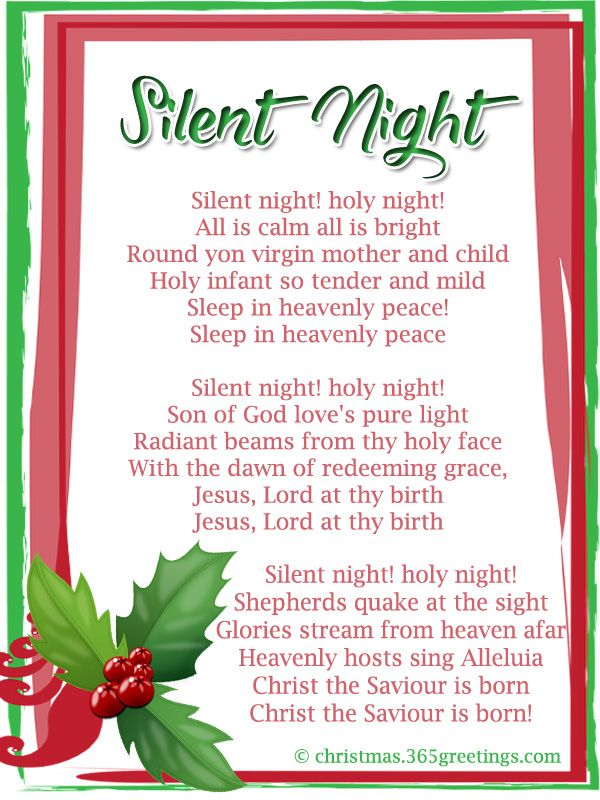 Silent Night
Silent night! holy night!
All is calm all is bright
Round yon virgin mother and child
Holy infant so tender and mild
Sleep in heavenly peace!
Sleep in heavenly peace
Silent night! holy night!
Son of God love's pure light
Radiant beams from thy holy face
With the dawn of redeeming grace,
Jesus, Lord at thy birth
Jesus, Lord at thy birth
Silent night! holy night!
Shepherds quake at the sight
Glories stream from heaven afar
Heavenly hosts sing Alleluia
Christ the Saviour is born
Christ the Saviour is born!
© christmas.365greetings.com